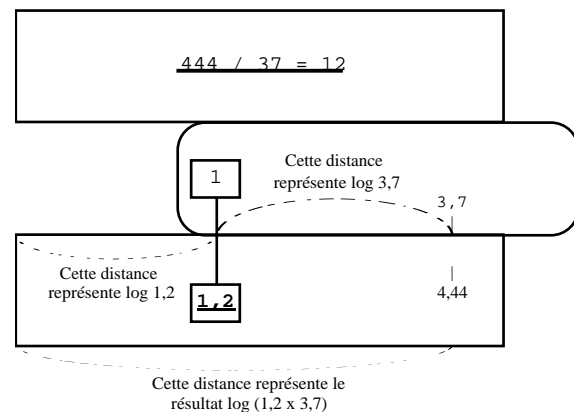 444 / 37 = 12
Cette distance
représente log 3,7
1
3,7
Cette distance
représente log 1,2
1,2
4,44
Cette distance représente le
résultat log (1,2 x 3,7)